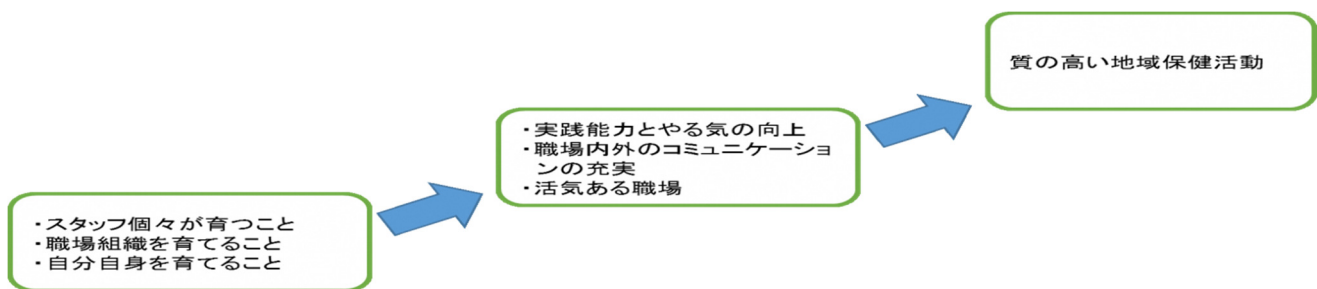 質の高い地域保健活動
・実践能力とやる気の向上
・職場内外のコミュニケーショ
ンの充実
・活気ある職場
・スタッフ個々が育つこと
・職場組織を育てること
・自分自身を育てること